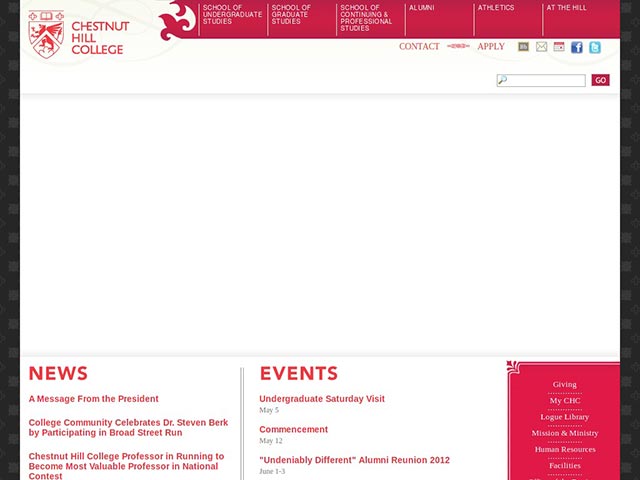 CHESTNUT
HILL
COLLEGE
SCHOOL OF
UNDERGRADUATE
STUDIES
SCHOOL OF
GRADUATE
STUDIES
SCHOOL OF
CONTINUING &
PROFESSIONAL
STUDIES
ALUMNI
ATHLETICS
AT THE HILL
CONTACT
APPLY
Bb
GO
NEWS
A Message From the President
College Community Celebrates Dr. Steven Berk
by Participating in Broad Street Run
Chestnut Hill College Professor in Running to
Become Most Valuable Professor in National
Contest
EVENTS
Undergraduate Saturday Visit
May 5
Commencement
May 12
"Undeniably Different" Alumni Reunion 2012
June 1-3
Giving
My CHC
Logue Library
Mission & Ministry
Human Resources
Facilities